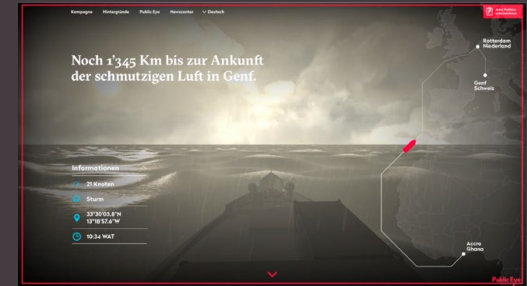 Kampagne Hintergründe Public Eye Newscenter Deutsch
Noch 1'345 Km bis zur Ankunft
der schmutzigen Luft in Genf.
Rotterdam
Niederland
Genf
Schweiz
Informationen
21 Knoten
Sturm
33°30'03.8"N
13°18'57.6"W
10:34 WAT
Accra
Ghana
Public Eye